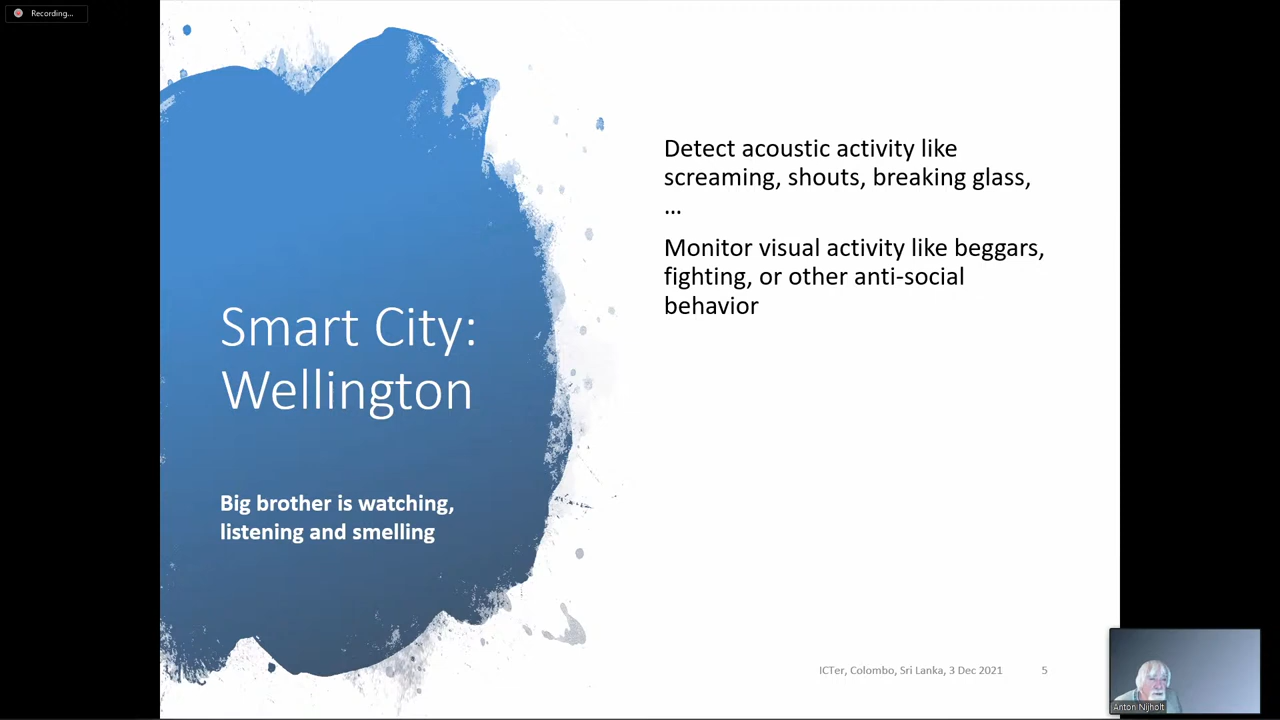 Recording...
Smart City:
Wellington
Big brother is watching,
listening and smelling
Detect acoustic activity like
screaming, shouts, breaking glass,
…
Monitor visual activity like beggars,
fighting, or other anti-social
behavior
ICTer, Colombo, Sri Lanka, 3 Dec 2021
5
Anton Nijholt